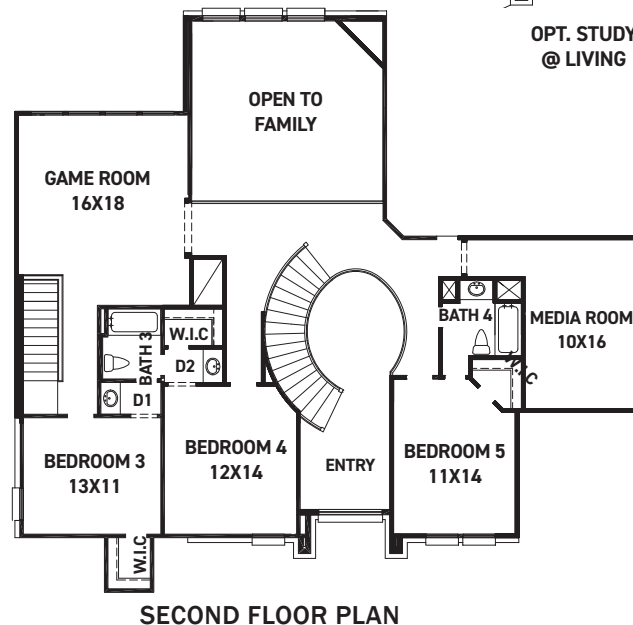 OPT. STUDY
@ LIVING
OPEN TO
FAMILY
GAME ROOM
16X18
W.I.C
BATH 3
D2
D1
BATH 4
MEDIA ROOM
10X16
W.I.C
BEDROOM 3
13X11
BEDROOM 4
12X14
ENTRY
BEDROOM 5
11X14
W.I.C
SECOND FLOOR PLAN